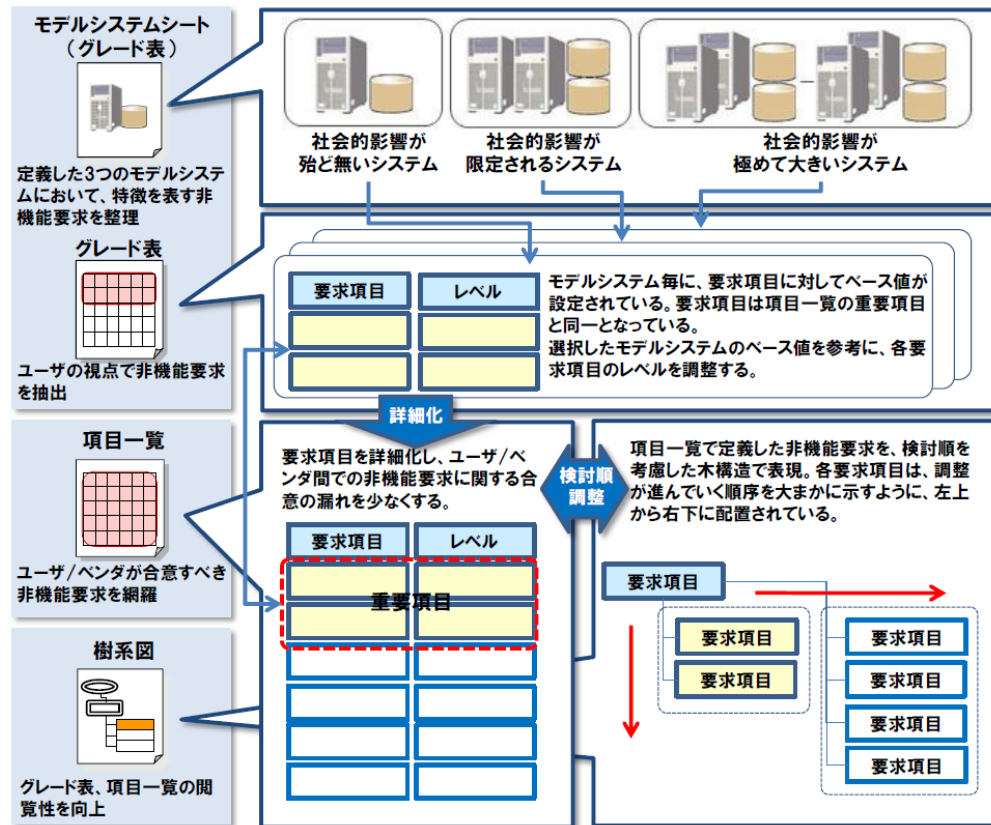 モデルシステムシート
（グレード表）
定義した3つのモデルシステ
ムにおいて、特徴を表す非
機能要求を整理
グレード表
ユーザの視点で非機能要求
を抽出
項目一覧
ユーザ/ベンダが合意すべき
非機能要求を網羅
樹系図
グレード表、項目一覧の閲
覧性を向上
社会的影響が
殆ど無いシステム
社会的影響が
限定されるシステム
社会的影響が
極めて大きいシステム
要求項目
レベル
モデルシステム毎に、要求項目に対してベース値が
設定されている。要求項目は項目一覧の重要項目
と同一となっている。
選択したモデルシステムのベース値を参考に、各要
求項目のレベルを調整する。
詳細化
要求項目を詳細化し、ユーザ/ベ
ンダ間での非機能要求に関する合
意の漏れを少なくする。
要求項目
レベル
重要項目
検討順
調整
項目一覧で定義した非機能要求を、検討順を
考慮した木構造で表現。各要求項目は、調整
が進んでいく順序を大まかに示すように、左上
から右下に配置されている。
要求項目
要求項目
要求項目
要求項目
要求項目
要求項目
要求項目